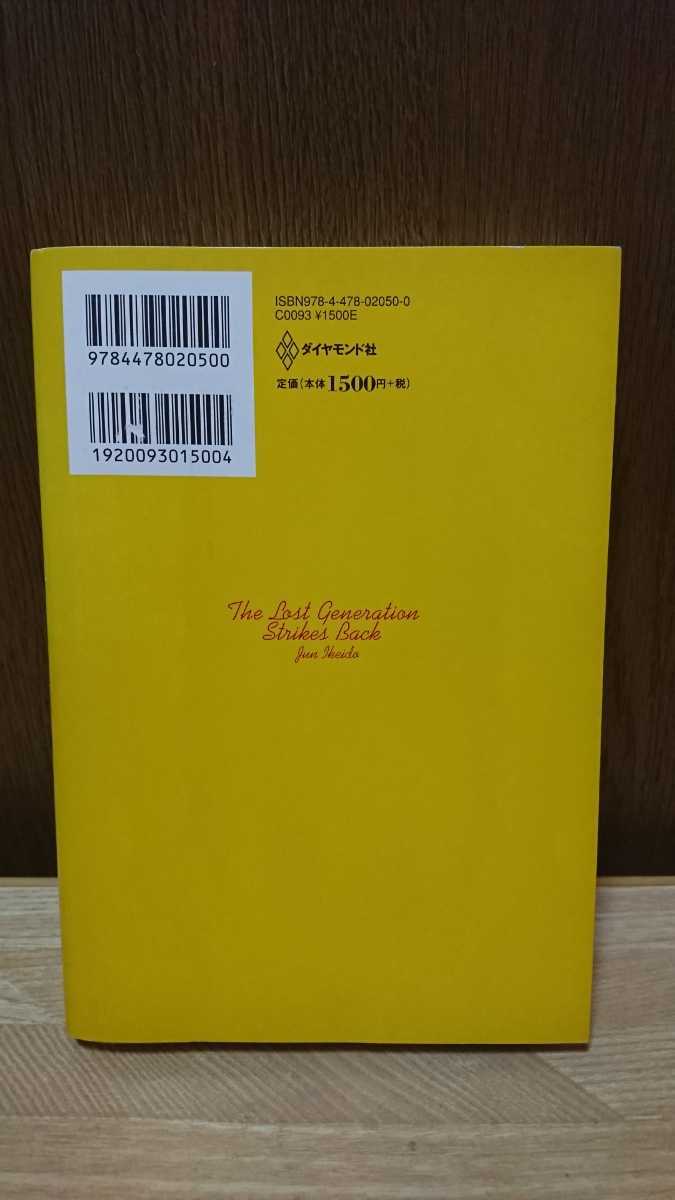 9784478020500
1920093015004
ISBN978-4-478-02050-0
C0093 ¥1500E
ダイヤモンド社
定価(本体1500円+税)
The Lost Generation
Strikes Back
Jun Ikeido